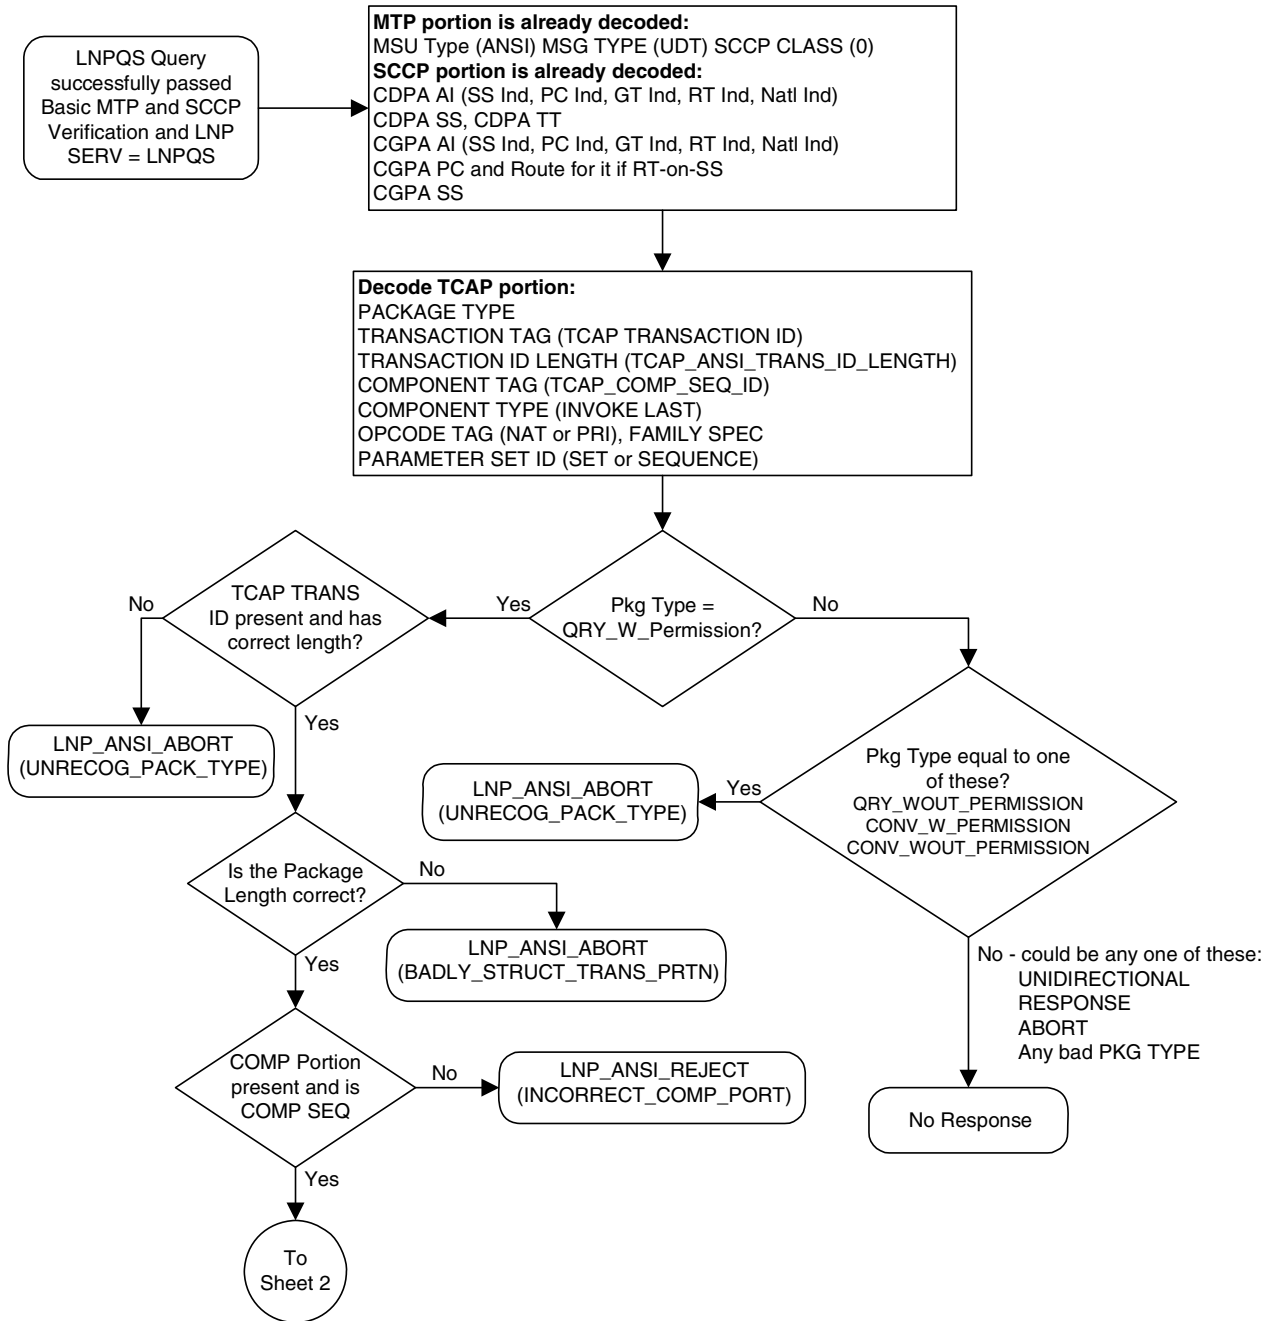 LNPQS Query
successfully passed
Basic MTP and SCCP
Verification and LNP
SERV = LNPQS
MTP portion is already decoded:
MSU Type (ANSI) MSG TYPE (UDT) SCCP CLASS (0)
SCCP portion is already decoded:
CDPA AI (SS Ind, PC Ind, GT Ind, RT Ind, Natl Ind)
CDPA SS, CDPA TT
CGPA AI (SS Ind, PC Ind, GT Ind, RT Ind, Natl Ind)
CGPA PC and Route for it if RT-on-SS
CGPA SS
Decode TCAP portion:
PACKAGE TYPE
TRANSACTION TAG (TCAP TRANSACTION ID)
TRANSACTION ID LENGTH (TCAP_ANSI_TRANS_ID_LENGTH)
COMPONENT TAG (TCAP_COMP_SEQ_ID)
COMPONENT TYPE (INVOKE LAST)
OPCODE TAG (NAT or PRI), FAMILY SPEC
PARAMETER SET ID (SET or SEQUENCE)
Pkg Type =
QRY_W_Permission?
Yes
No
TCAP TRANS
ID present and has
correct length?
No
Yes
LNP_ANSI_ABORT
(UNRECOG_PACK_TYPE)
Pkg Type equal to one
of these?
QRY_WOUT_PERMISSION
CONV_W_PERMISSION
CONV_WOUT_PERMISSION
Yes
LNP_ANSI_ABORT
(UNRECOG_PACK_TYPE)
No - could be any one of these:
UNIDIRECTIONAL
RESPONSE
ABORT
Any bad PKG TYPE
No Response
Is the Package
Length correct?
No
LNP_ANSI_ABORT
(BADLY_STRUCT_TRANS_PRTN)
Yes
COMP Portion
present and is
COMP SEQ
No
LNP_ANSI_REJECT
(INCORRECT_COMP_PORT)
Yes
To
Sheet 2